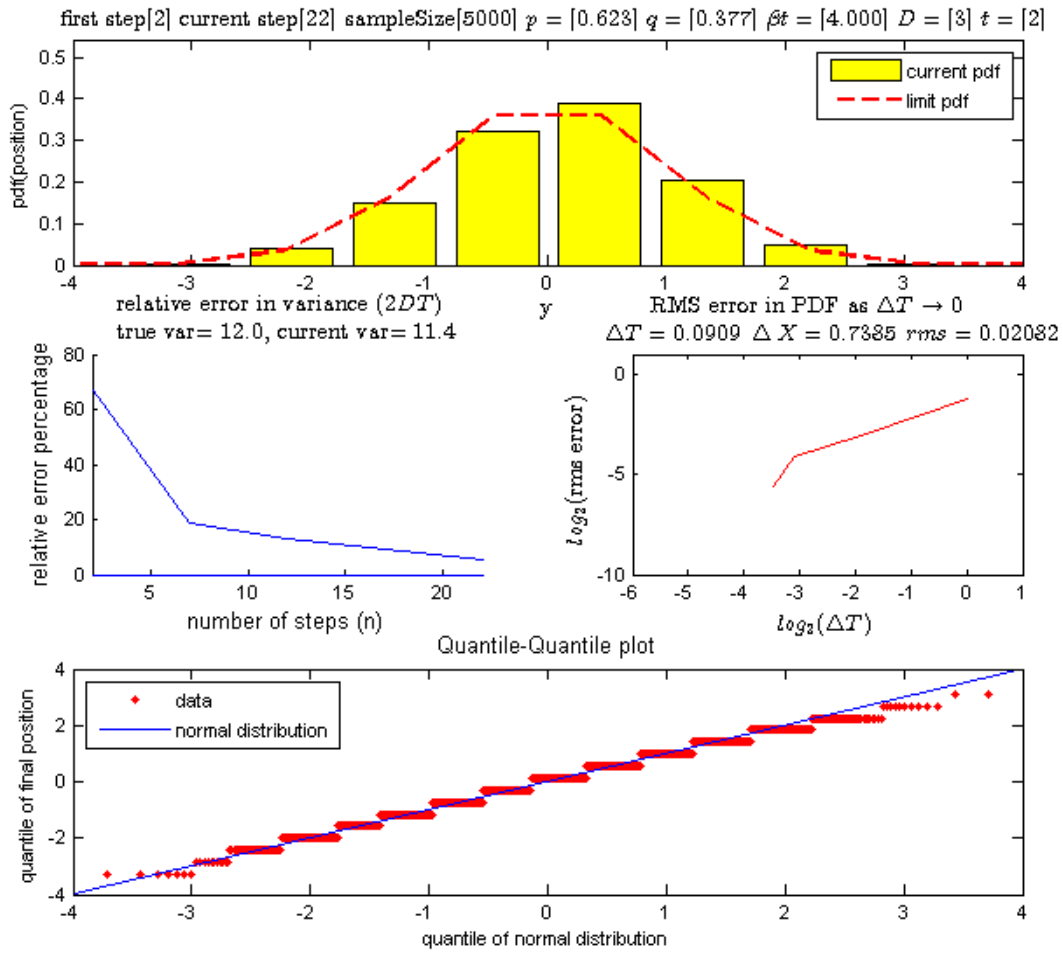 first step[2] current step[22] sampleSize[5000] p = [0.623] q = [0.377] βt = [4.000] D = [3] t = [2]
pdf(position)
0.5
0.4
0.3
0.2
0.1
0
-4 -3 -2 -1 0 1 2 3 4
current pdf
limit pdf
y
relative error in variance (2DT)
true var= 12.0, current var= 11.4
relative error percentage
80
60
40
20
0
5 10 15 20
number of steps (n)
RMS error in PDF as ΔT → 0
ΔT = 0.0909 Δ X = 0.7385 rms = 0.02082
log₂(rms error)
0
-5
-10
-6 -5 -4 -3 -2 -1 0 1
log₂(ΔT)
Quantile-Quantile plot
quantile of final position
4
2
0
-2
-4
data
normal distribution
-4 -3 -2 -1 0 1 2 3 4
quantile of normal distribution